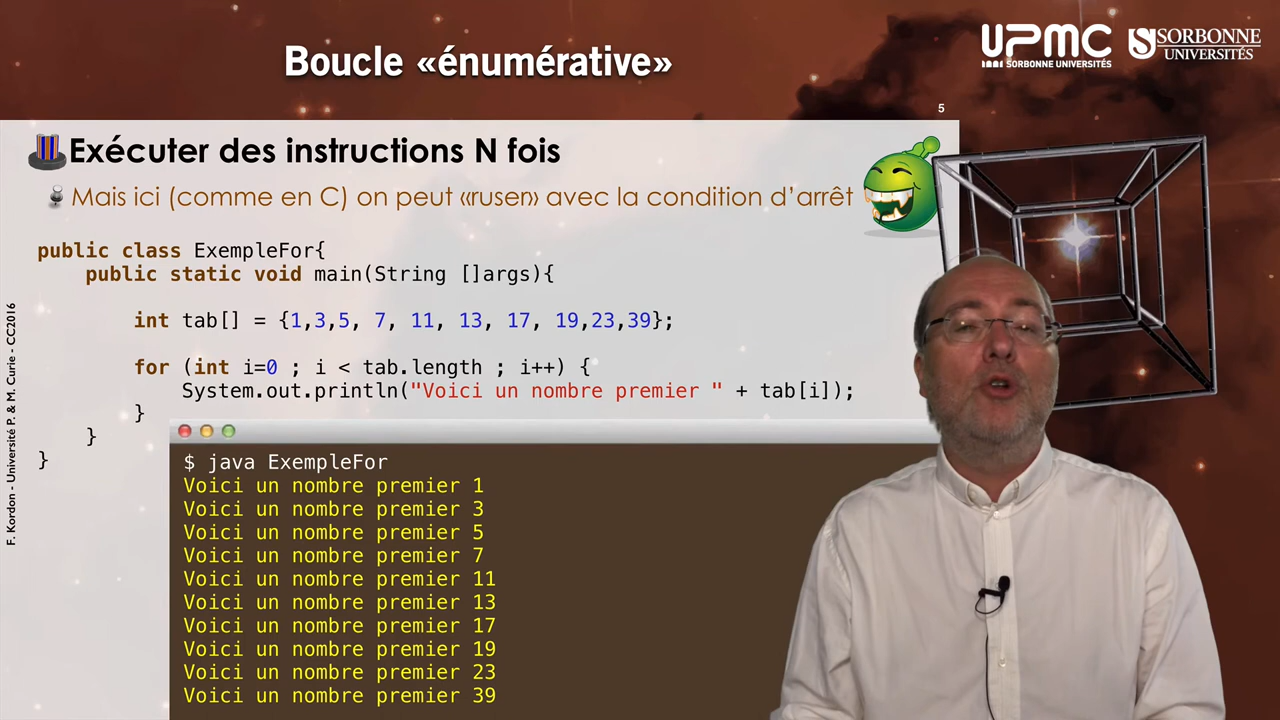 Boucle «énumérative»
UPMC
SORBONNE UNIVERSITÉS
SORBONNE
UNIVERSITÉS
5
Exécuter des instructions N fois
Mais ici (comme en C) on peut «ruser» avec la condition d'arrêt
public class ExempleFor{
public static void main(String []args){
int tab[] = {1,3,5, 7, 11, 13, 17, 19,23,39};
for (int i=0 ; i < tab.length ; i++) {
System.out.println("Voici un nombre premier " + tab[i]);
}
}
}
$ java ExempleFor
Voici un nombre premier 1
Voici un nombre premier 3
Voici un nombre premier 5
Voici un nombre premier 7
Voici un nombre premier 11
Voici un nombre premier 13
Voici un nombre premier 17
Voici un nombre premier 19
Voici un nombre premier 23
Voici un nombre premier 39
F. Kordon - Université P. & M. Curie - CC2016